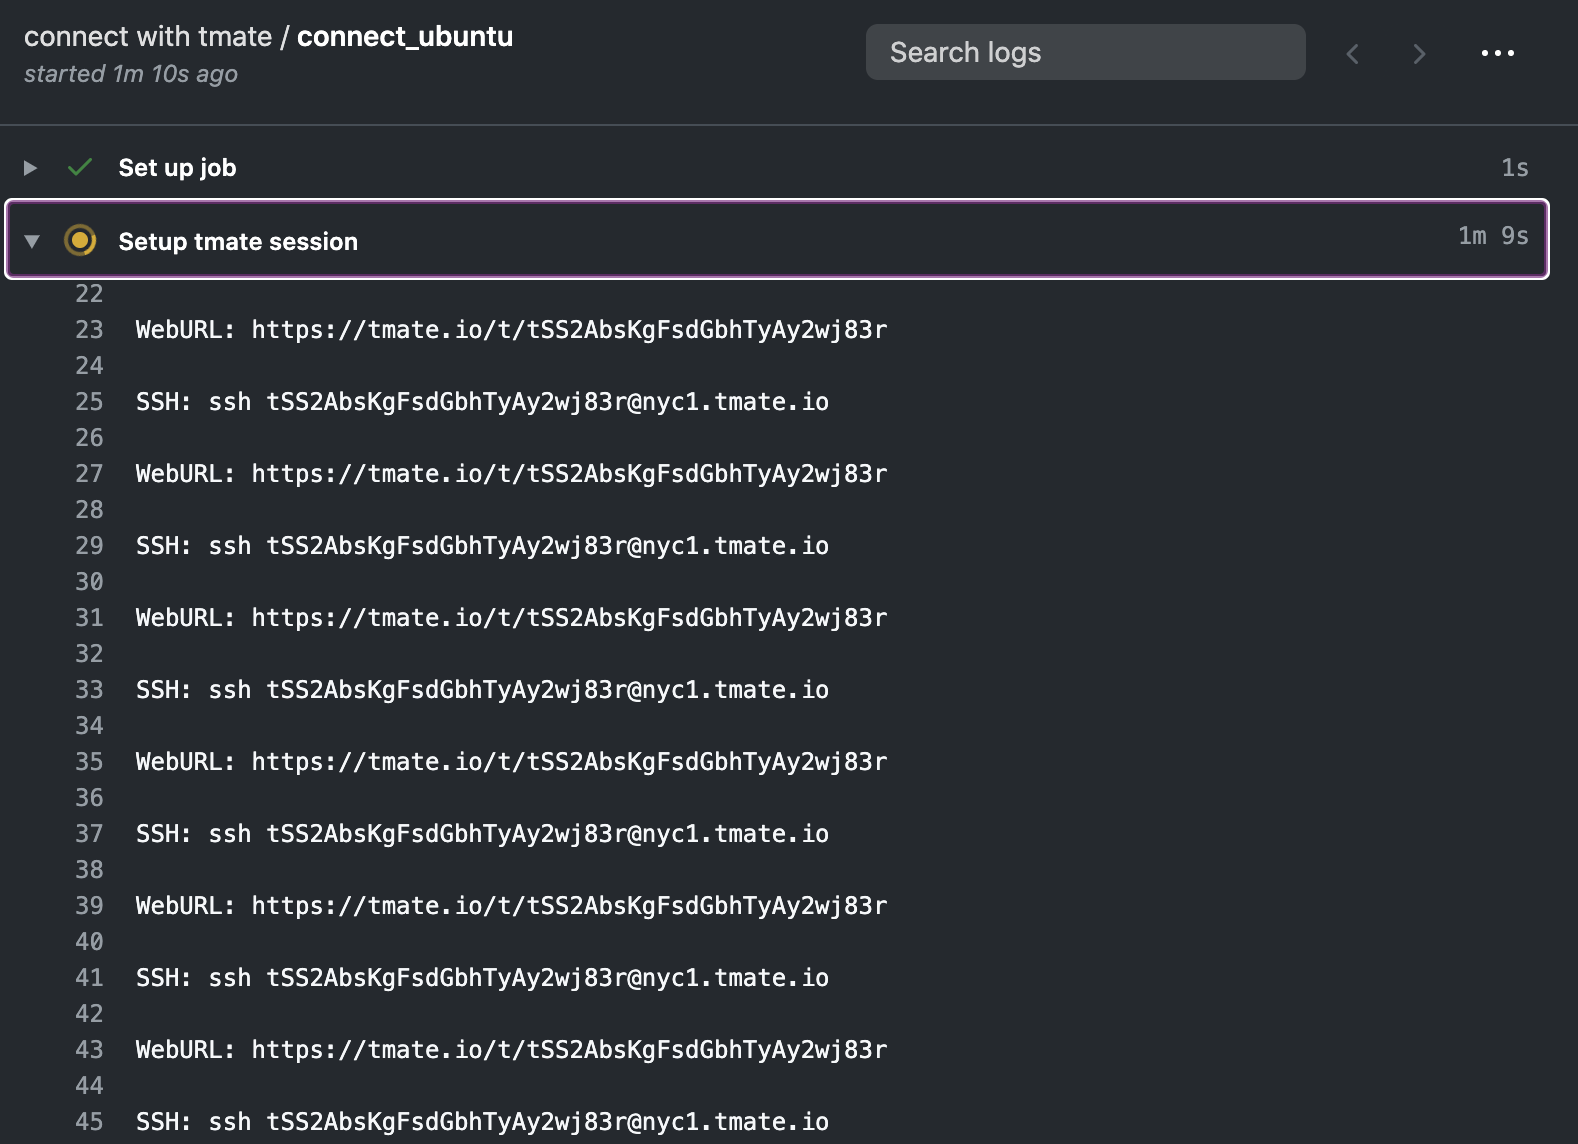 connect with tmate / connect_ubuntu
started 1m 10s ago
Search logs
Set up job 1s
Setup tmate session 1m 9s
22
23 WebURL: https://tmate.io/t/tSS2AbsKgFsdGbhTyAy2wj83r
24
25 SSH: ssh tSS2AbsKgFsdGbhTyAy2wj83r@nyc1.tmate.io
26
27 WebURL: https://tmate.io/t/tSS2AbsKgFsdGbhTyAy2wj83r
28
29 SSH: ssh tSS2AbsKgFsdGbhTyAy2wj83r@nyc1.tmate.io
30
31 WebURL: https://tmate.io/t/tSS2AbsKgFsdGbhTyAy2wj83r
32
33 SSH: ssh tSS2AbsKgFsdGbhTyAy2wj83r@nyc1.tmate.io
34
35 WebURL: https://tmate.io/t/tSS2AbsKgFsdGbhTyAy2wj83r
36
37 SSH: ssh tSS2AbsKgFsdGbhTyAy2wj83r@nyc1.tmate.io
38
39 WebURL: https://tmate.io/t/tSS2AbsKgFsdGbhTyAy2wj83r
40
41 SSH: ssh tSS2AbsKgFsdGbhTyAy2wj83r@nyc1.tmate.io
42
43 WebURL: https://tmate.io/t/tSS2AbsKgFsdGbhTyAy2wj83r
44
45 SSH: ssh tSS2AbsKgFsdGbhTyAy2wj83r@nyc1.tmate.io